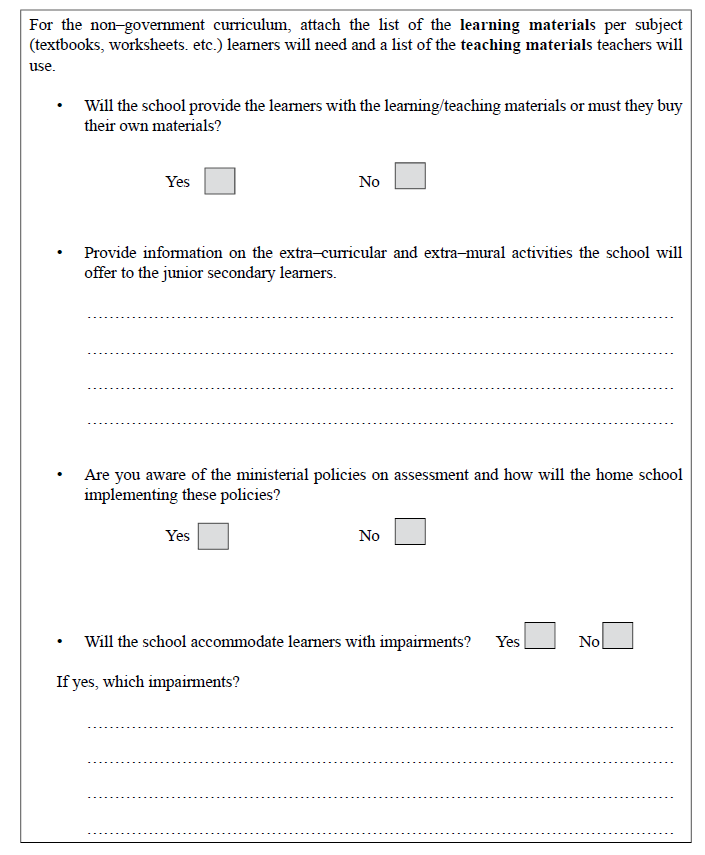 For the non–government curriculum, attach the list of the learning materials per subject
(textbooks, worksheets. etc.) learners will need and a list of the teaching materials teachers will
use.
• Will the school provide the learners with the learning/teaching materials or must they buy
their own materials?
Yes No
• Provide information on the extra–curricular and extra–mural activities the school will
offer to the junior secondary learners.
• Are you aware of the ministerial policies on assessment and how will the home school
implementing these policies?
Yes No
• Will the school accommodate learners with impairments? Yes No
If yes, which impairments?